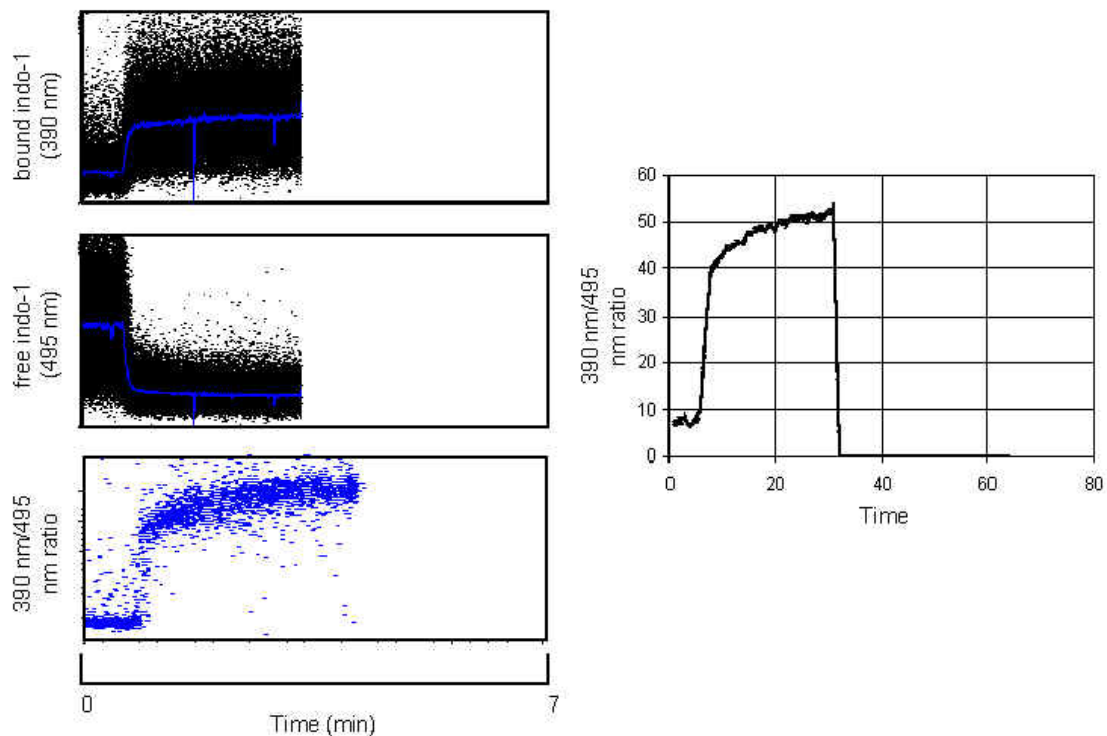 bound indo-1
(390 nm)
free indo-1
(495 nm)
390 nm/495
nm ratio
0
7
Time (min)
390 nm/495
nm ratio
60
50
40
30
20
10
0
0
20
40
60
80
Time